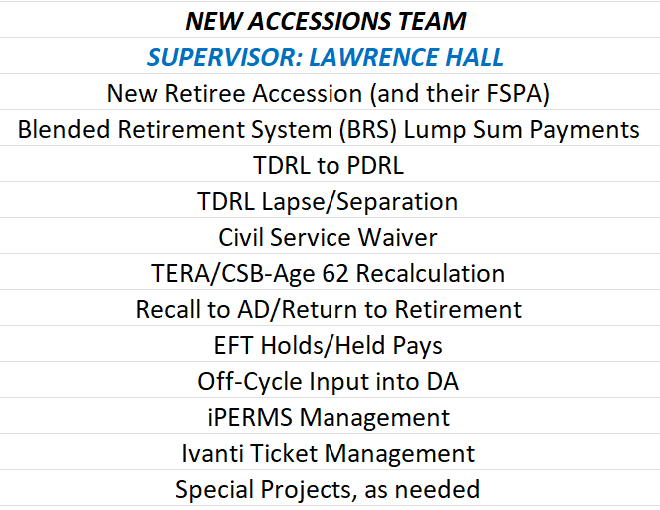 NEW ACCESSIONS TEAM
SUPERVISOR: LAWRENCE HALL
New Retiree Accession (and their FSPA)
Blended Retirement System (BRS) Lump Sum Payments
TDRL to PDRL
TDRL Lapse/Separation
Civil Service Waiver
TERA/CSB-Age 62 Recalculation
Recall to AD/Return to Retirement
EFT Holds/Held Pays
Off-Cycle Input into DA
iPERMS Management
Ivanti Ticket Management
Special Projects, as needed